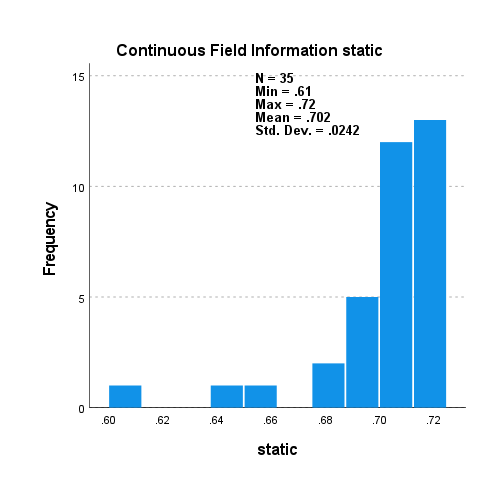 Continuous Field Information static
N = 35
Min = .61
Max = .72
Mean = .702
Std. Dev. = .0242
15
10
5
0
Frequency
.60 .62 .64 .66 .68 .70 .72
static